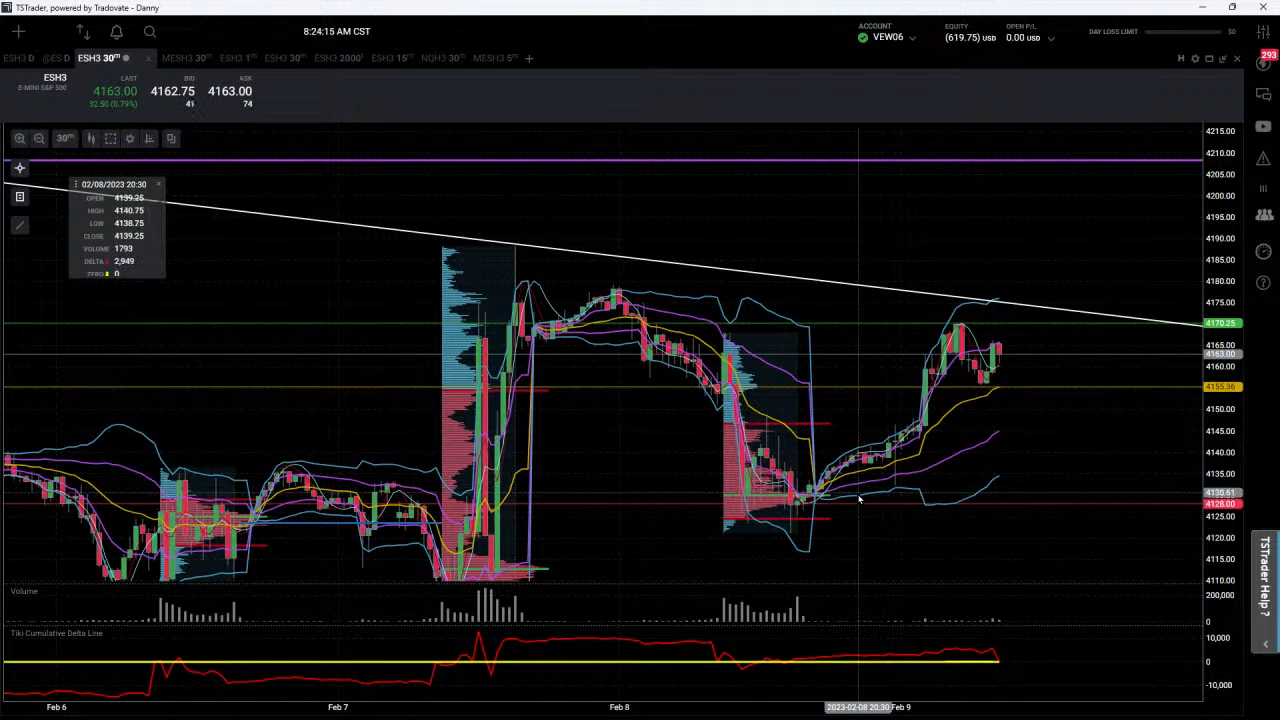 TSTrader, powered by Tradovate - Danny
8:24:15 AM CST
ACCOUNT
VEW06
EQUITY
(619.75) USD
OPEN P/L
0.00 USD
DAY LOSS LIMIT
$0
ESH3 D
@ES D
ESH3 30m
MESH3 30m
ESH3 1m
ESH3 30m
ESH3 2000t
ESH3 15m
NQH3 30m
MESH3 5m
H
293
ESH3
E-MINI S&P 500
LAST
4163.00
32.50 (0.79%)
BID
4162.75
41
ASK
4163.00
74
30m
02/08/2023 20:30
OPEN 4139.25
HIGH 4140.75
LOW 4138.75
CLOSE 4139.25
VOLUME 1793
DELTA 2,949
ZERO 0
4215.00
4210.00
4205.00
4200.00
4195.00
4190.00
4185.00
4180.00
4175.00
4170.25
4165.00
4163.00
4160.00
4155.36
4150.00
4145.00
4140.00
4135.00
4130.61
4128.00
4125.00
4120.00
4115.00
4110.00
Volume
200,000
0
Tiki Cumulative Delta Line
10,000
0
-10,000
Feb 6
Feb 7
Feb 8
2023-02-08 20:30
Feb 9
TSTrader Help ?